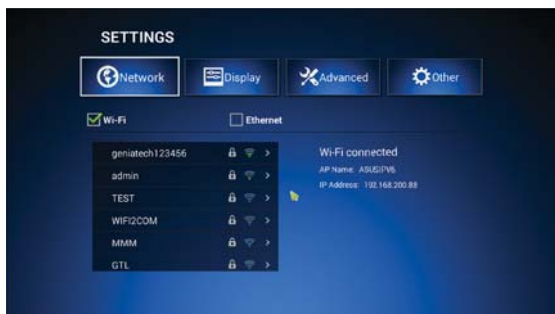 SETTINGS
Network Display Advanced Other
Wi-Fi Ethernet
geniatech123456
admin
TEST
WIFI2COM
MMM
GTL
Wi-Fi connected
AP Name: ASUSIPV6
IP Address: 192.168.200.88